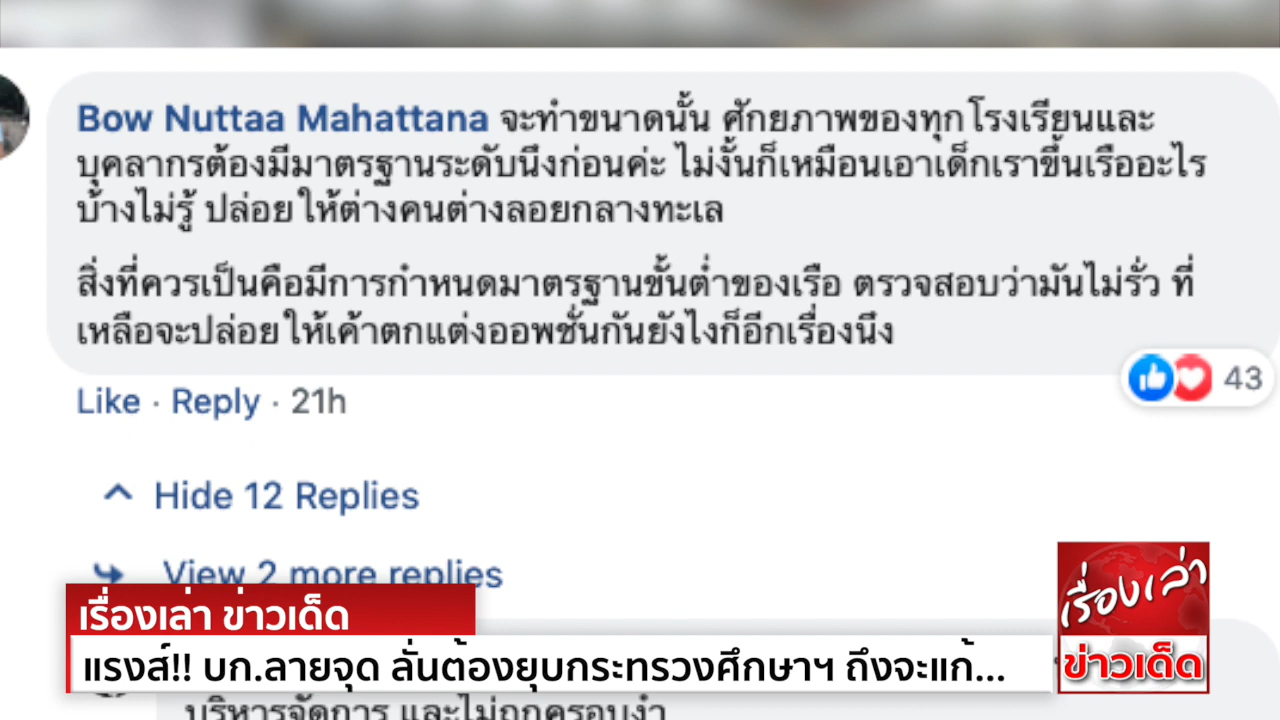 Bow Nuttaa Mahattana จะทำขนาดนั้น ศักยภาพของทุกโรงเรียนและ
บุคลากรต้องมีมาตรฐานระดับนึงก่อนค่ะ ไม่งั้นก็เหมือนเอาเด็กเราขึ้นเรืออะไร
บ้างไม่รู้ ปล่อยให้ต่างคนต่างลอยกลางทะเล
สิ่งที่ควรเป็นคือมีการกำหนดมาตรฐานขั้นต่ำของเรือ ตรวจสอบว่ามันไม่รั่ว ที่
เหลือจะปล่อยให้เค้าตกแต่งออพชั่นกันยังไงก็อีกเรื่องนึง
43
Like · Reply · 21h
Hide 12 Replies
View 2 more replies
เรื่องเล่า ข่าวเด็ด
แรงส์!! บก.ลายจุด ลั่นต้องยุบกระทรวงศึกษาฯ ถึงจะแก้...
เรื่องเล่า
ข่าวเด็ด
บริหารจัดการ และไม่ถูกครอบงำ